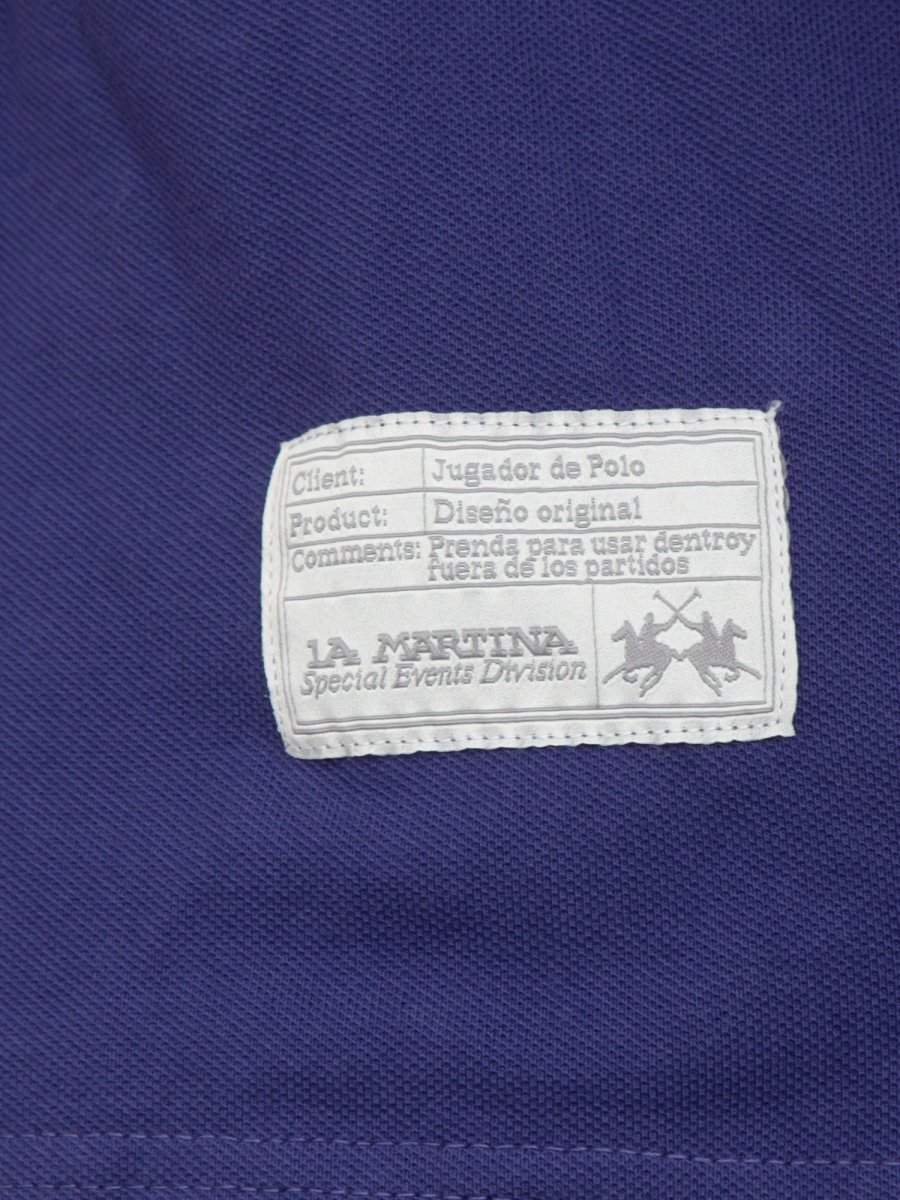 Client: Jugador de Polo
Product: Diseño original
Comments: Prenda para usar dentroy
fuera de los partidos
LA MARTINA
Special Events Division